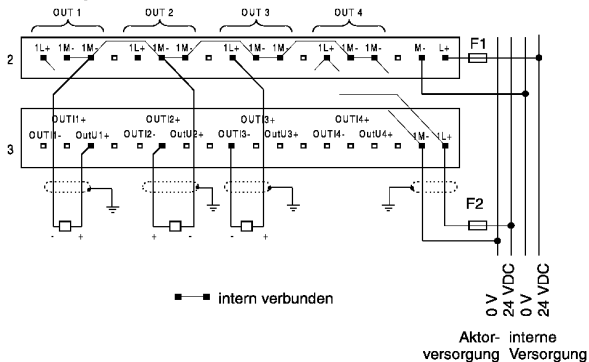 OUT 1 OUT 2 OUT 3 OUT 4
1L+ 1M- 1M- 1L+ 1M- 1M- 1L+ 1M- 1M- 1L+ 1M- 1M- M- L+ F1
2
OUTI1+ OUTI2+ OUTI3+ OUTI4+
OUTI1- OutU1+ OUTI2- OutU2+ OUTI3- OutU3+ OUTI4- OutU4+ 1M- 1L+
3
F2
- + + - - +
intern verbunden
0 V 24 VDC 0 V 24 VDC
Aktor- interne
versorgung Versorgung